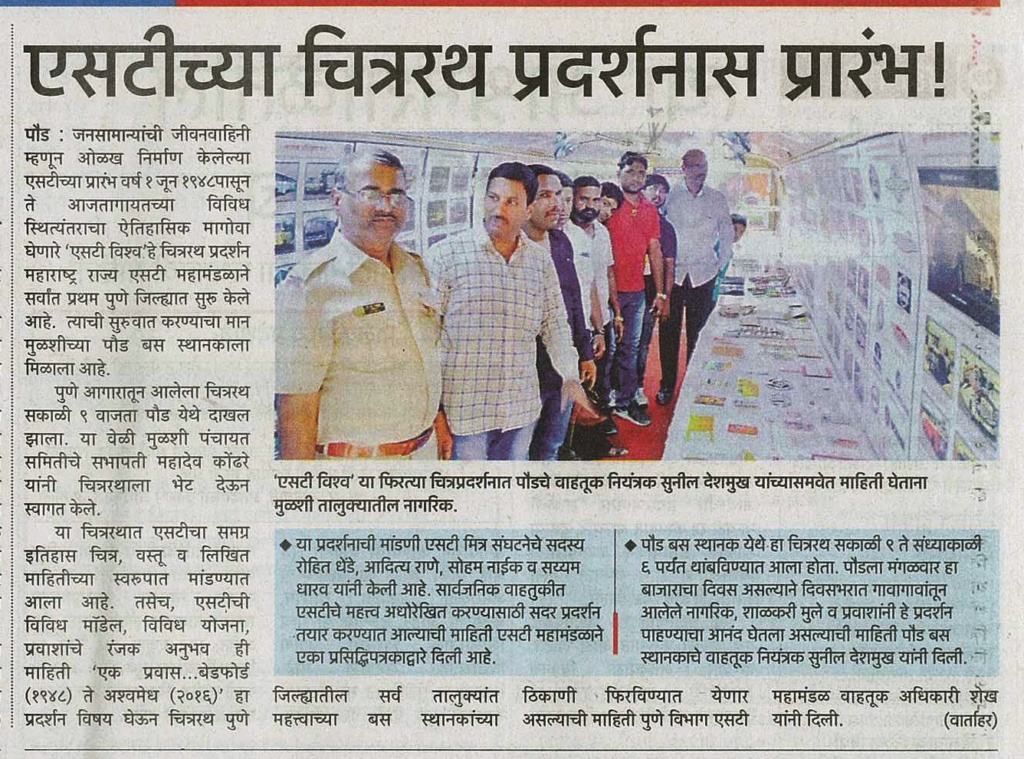 एसटीच्या चित्ररथ प्रदर्शनास प्रारंभ!
पौड : जनसामान्यांची जीवनवाहिनी
म्हणून ओळख निर्माण केलेल्या
एसटीच्या प्रारंभ वर्ष १ जून १९४८पासून
ते आजतागायतच्या विविध
स्थित्यंतराचा ऐतिहासिक मागोवा
घेणारे ‘एसटी विश्व’हे चित्ररथ प्रदर्शन
महाराष्ट्र राज्य एसटी महामंडळाने
सर्वांत प्रथम पुणे जिल्ह्यात सुरू केले
आहे. त्याची सुरुवात करण्याचा मान
मुळशीच्या पौड बस स्थानकाला
मिळाला आहे.
पुणे आगारातून आलेला चित्ररथ
सकाळी ९ वाजता पौड येथे दाखल
झाला. या वेळी मुळशी पंचायत
समितीचे सभापती महादेव कोंढरे
यांनी चित्ररथाला भेट देऊन
स्वागत केले.
या चित्ररथात एसटीचा समग्र
इतिहास चित्र, वस्तू व लिखित
माहितीच्या स्वरूपात मांडण्यात
आला आहे. तसेच, एसटीची
विविध मॉडेल, विविध योजना,
प्रवाशांचे रंजक अनुभव ही
माहिती ‘एक प्रवास...बेडफोर्ड
(१९४८) ते अश्वमेध (२०१६)’ हा
प्रदर्शन विषय घेऊन चित्ररथ पुणे
‘एसटी विश्व’ या फिरत्या चित्रप्रदर्शनात पौडचे वाहतूक नियंत्रक सुनील देशमुख यांच्यासमवेत माहिती घेताना
मुळशी तालुक्यातील नागरिक.
◆ या प्रदर्शनाची मांडणी एसटी मित्र संघटनेचे सदस्य
रोहित धेंडे, आदित्य राणे, सोहम नाईक व सय्यम
धारव यांनी केली आहे. सार्वजनिक वाहतुकीत
एसटीचे महत्त्व अधोरेखित करण्यासाठी सदर प्रदर्शन
तयार करण्यात आल्याची माहिती एसटी महामंडळाने
एका प्रसिद्धिपत्रकाद्वारे दिली आहे.
◆ पौड बस स्थानक येथे हा चित्ररथ सकाळी ९ ते संध्याकाळी
६ पर्यंत थांबविण्यात आला होता. पौडला मंगळवार हा
बाजाराचा दिवस असल्याने दिवसभरात गावागावांतून
आलेले नागरिक, शाळकरी मुले व प्रवाशांनी हे प्रदर्शन
पाहण्याचा आनंद घेतला असल्याची माहिती पौड बस
स्थानकाचे वाहतूक नियंत्रक सुनील देशमुख यांनी दिली.
जिल्ह्यातील सर्व तालुक्यांत
महत्त्वाच्या बस स्थानकांच्या
ठिकाणी फिरविण्यात येणार
असल्याची माहिती पुणे विभाग एसटी
महामंडळ वाहतूक अधिकारी शेख
यांनी दिली. (वार्ताहर)